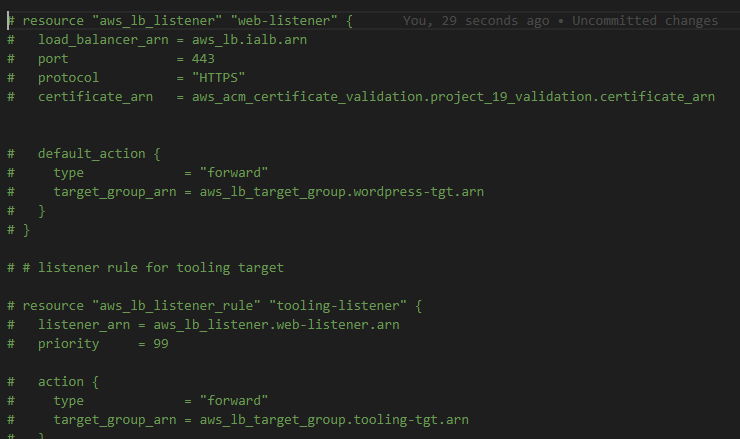 # resource "aws_lb_listener" "web-listener" {      You, 29 seconds ago • Uncommitted changes
#   load_balancer_arn = aws_lb.ialb.arn
#   port              = 443
#   protocol          = "HTTPS"
#   certificate_arn   = aws_acm_certificate_validation.project_19_validation.certificate_arn
#   default_action {
#     type             = "forward"
#     target_group_arn = aws_lb_target_group.wordpress-tgt.arn
#   }
# }
# # listener rule for tooling target
# resource "aws_lb_listener_rule" "tooling-listener" {
#   listener_arn = aws_lb_listener.web-listener.arn
#   priority     = 99
#   action {
#     type             = "forward"
#     target_group_arn = aws_lb_target_group.tooling-tgt.arn
#   }